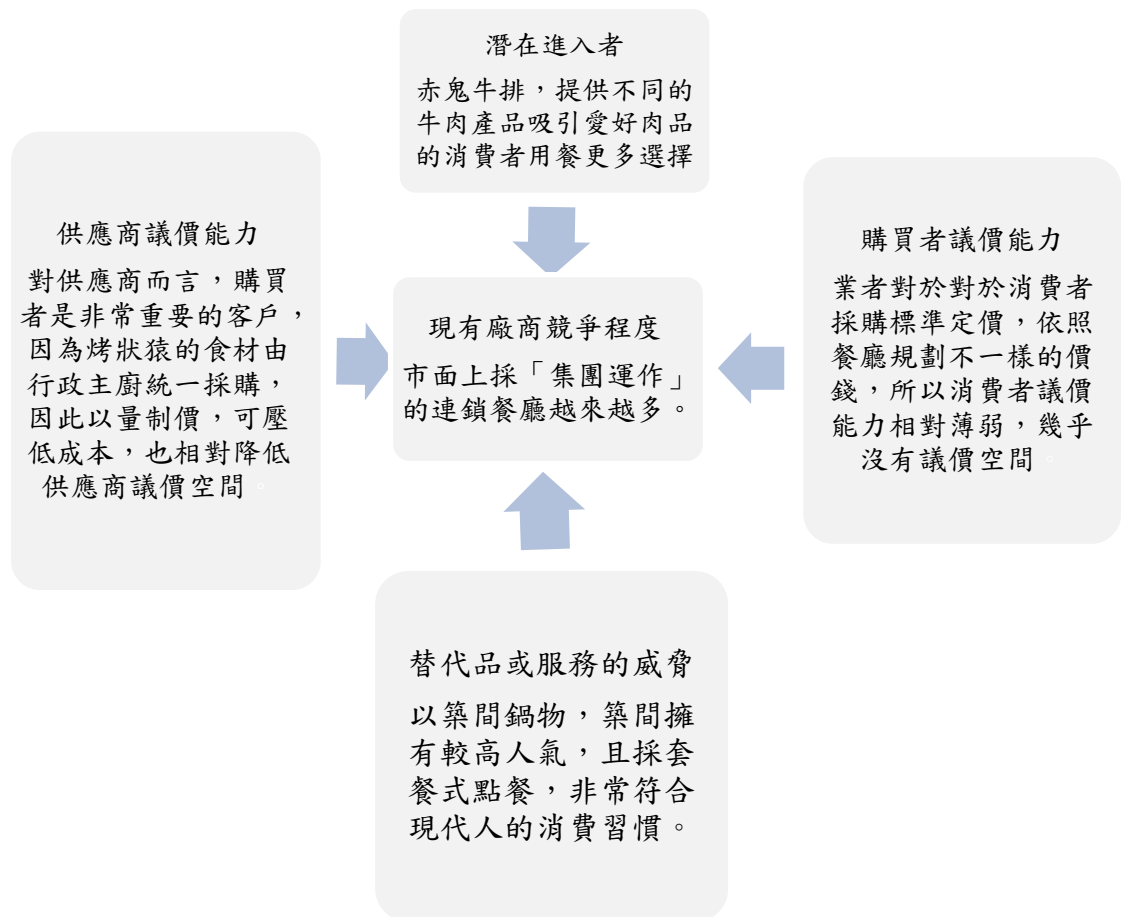 潛在進入者
赤鬼牛排，提供不同的
牛肉產品吸引愛好肉品
的消費者用餐更多選擇
供應商議價能力
對供應商而言，購買
者是非常重要的客戶，
因為烤狀猿的食材由
行政主廚統一採購，
因此以量制價，可壓
低成本，也相對降低
供應商議價空間。
現有廠商競爭程度
市面上採「集團運作」
的連鎖餐廳越來越多。
購買者議價能力
業者對於對於消費者
採購標準定價，依照
餐廳規劃不一樣的價
錢，所以消費者議價
能力相對薄弱，幾乎
沒有議價空間。
替代品或服務的威脅
以築間鍋物，築間擁
有較高人氣，且採套
餐式點餐，非常符合
現代人的消費習慣。